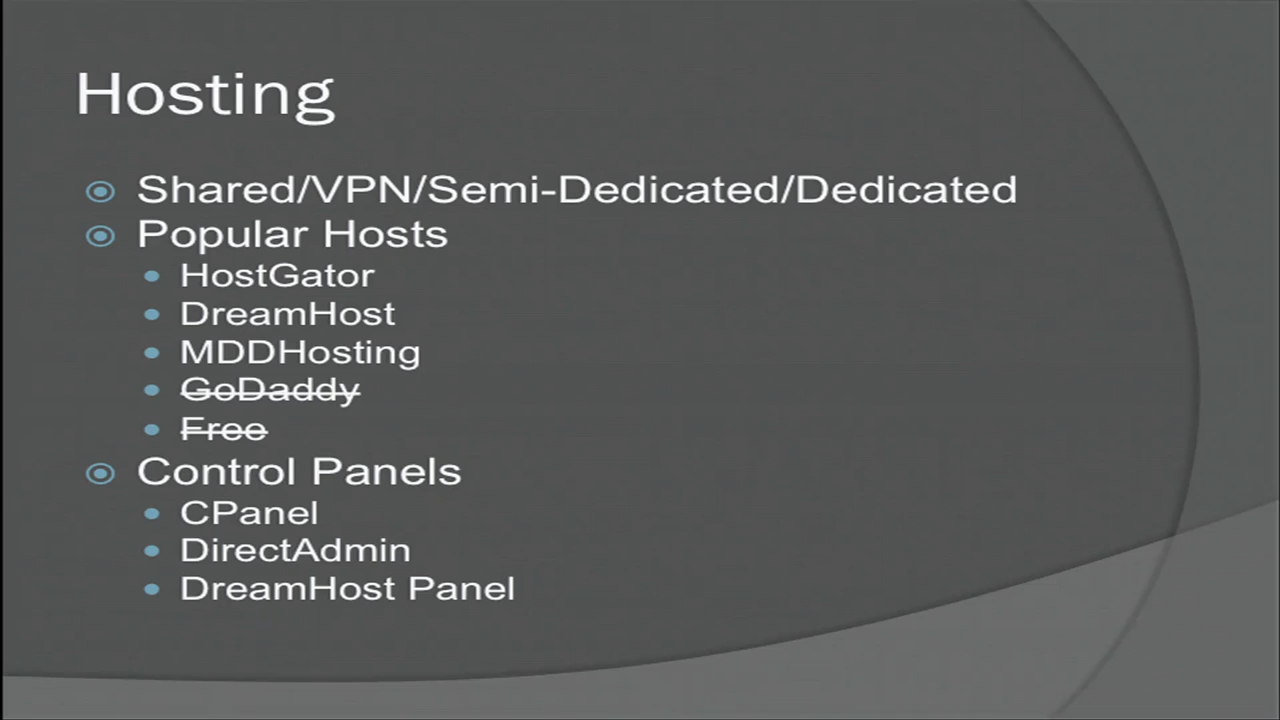 Hosting
Shared/VPN/Semi-Dedicated/Dedicated
Popular Hosts
HostGator
DreamHost
MDDHosting
GoDaddy
Free
Control Panels
CPanel
DirectAdmin
DreamHost Panel